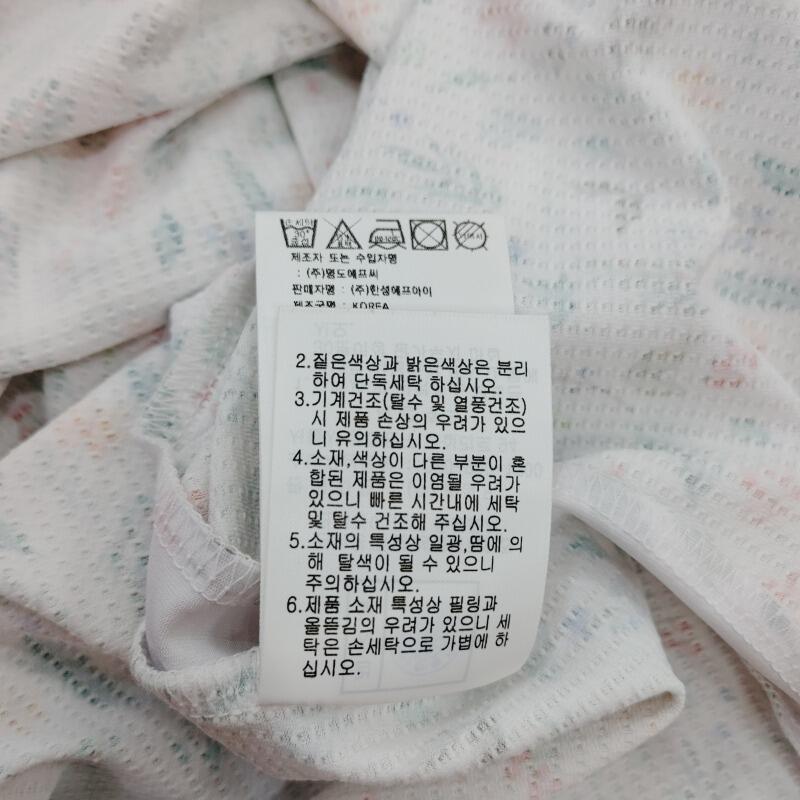 손세탁
30°
중성
제조자 또는 수입자명
: (주)명도에프씨
판매자명 : (주)한성에프아이
제조국명 : KOREA
2.짙은색상과 밝은색상은 분리
하여 단독세탁 하십시오.
3.기계건조(탈수 및 열풍건조)
시 제품 손상의 우려가 있으
니 유의하십시오.
4.소재,색상이 다른 부분이 혼
합된 제품은 이염될 우려가
있으니 빠른 시간내에 세탁
및 탈수 건조해 주십시오.
5.소재의 특성상 일광,땀에 의
해 탈색이 될 수 있으니
주의하십시오.
6.제품 소재 특성상 필링과
올뜯김의 우려가 있으니 세
탁은 손세탁으로 가볍에 하
십시오.